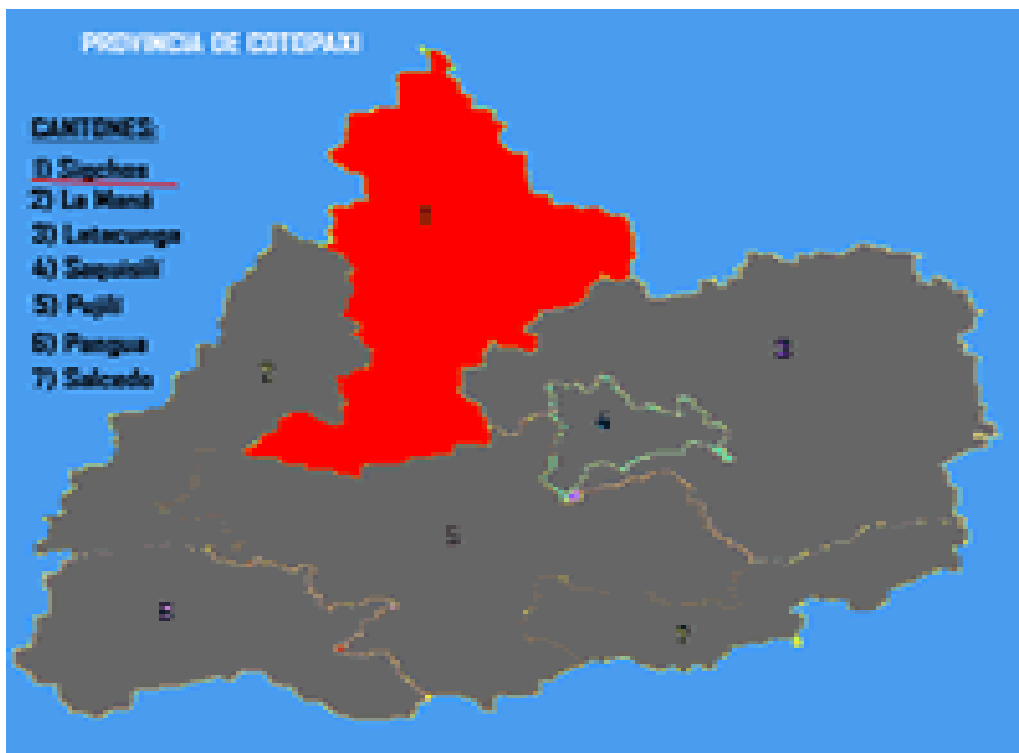 PROVINCIA DE COTOPAXI
CANTONES:
1) Sigchos
2) La Maná
3) Latacunga
4) Saquisilí
5) Pujilí
6) Pangua
7) Salcedo
1
2
3
4
5
6
7